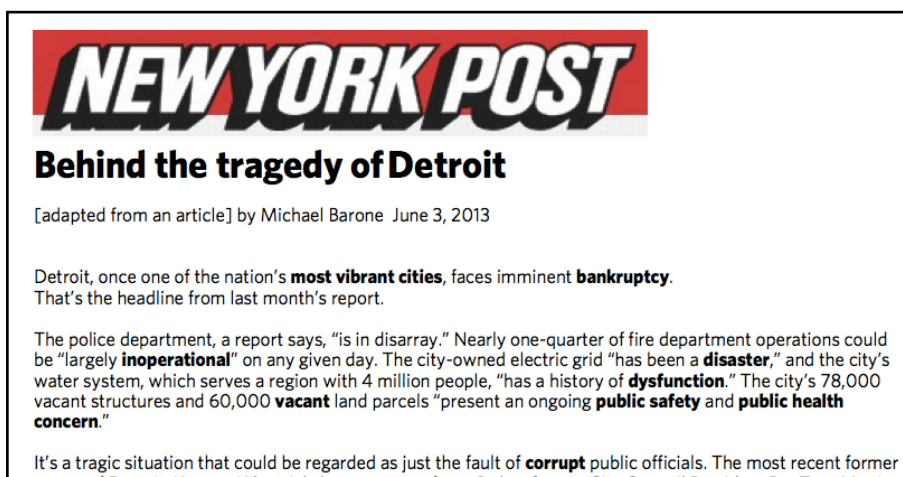 NEW YORK POST
Behind the tragedy of Detroit
[adapted from an article] by Michael Barone June 3, 2013
Detroit, once one of the nation's most vibrant cities, faces imminent bankruptcy.
That's the headline from last month's report.
The police department, a report says, “is in disarray.” Nearly one-quarter of fire department operations could
be “largely inoperational” on any given day. The city-owned electric grid “has been a disaster,” and the city's
water system, which serves a region with 4 million people, “has a history of dysfunction.” The city's 78,000
vacant structures and 60,000 vacant land parcels “present an ongoing public safety and public health
concern.”
It's a tragic situation that could be regarded as just the fault of corrupt public officials. The most recent former